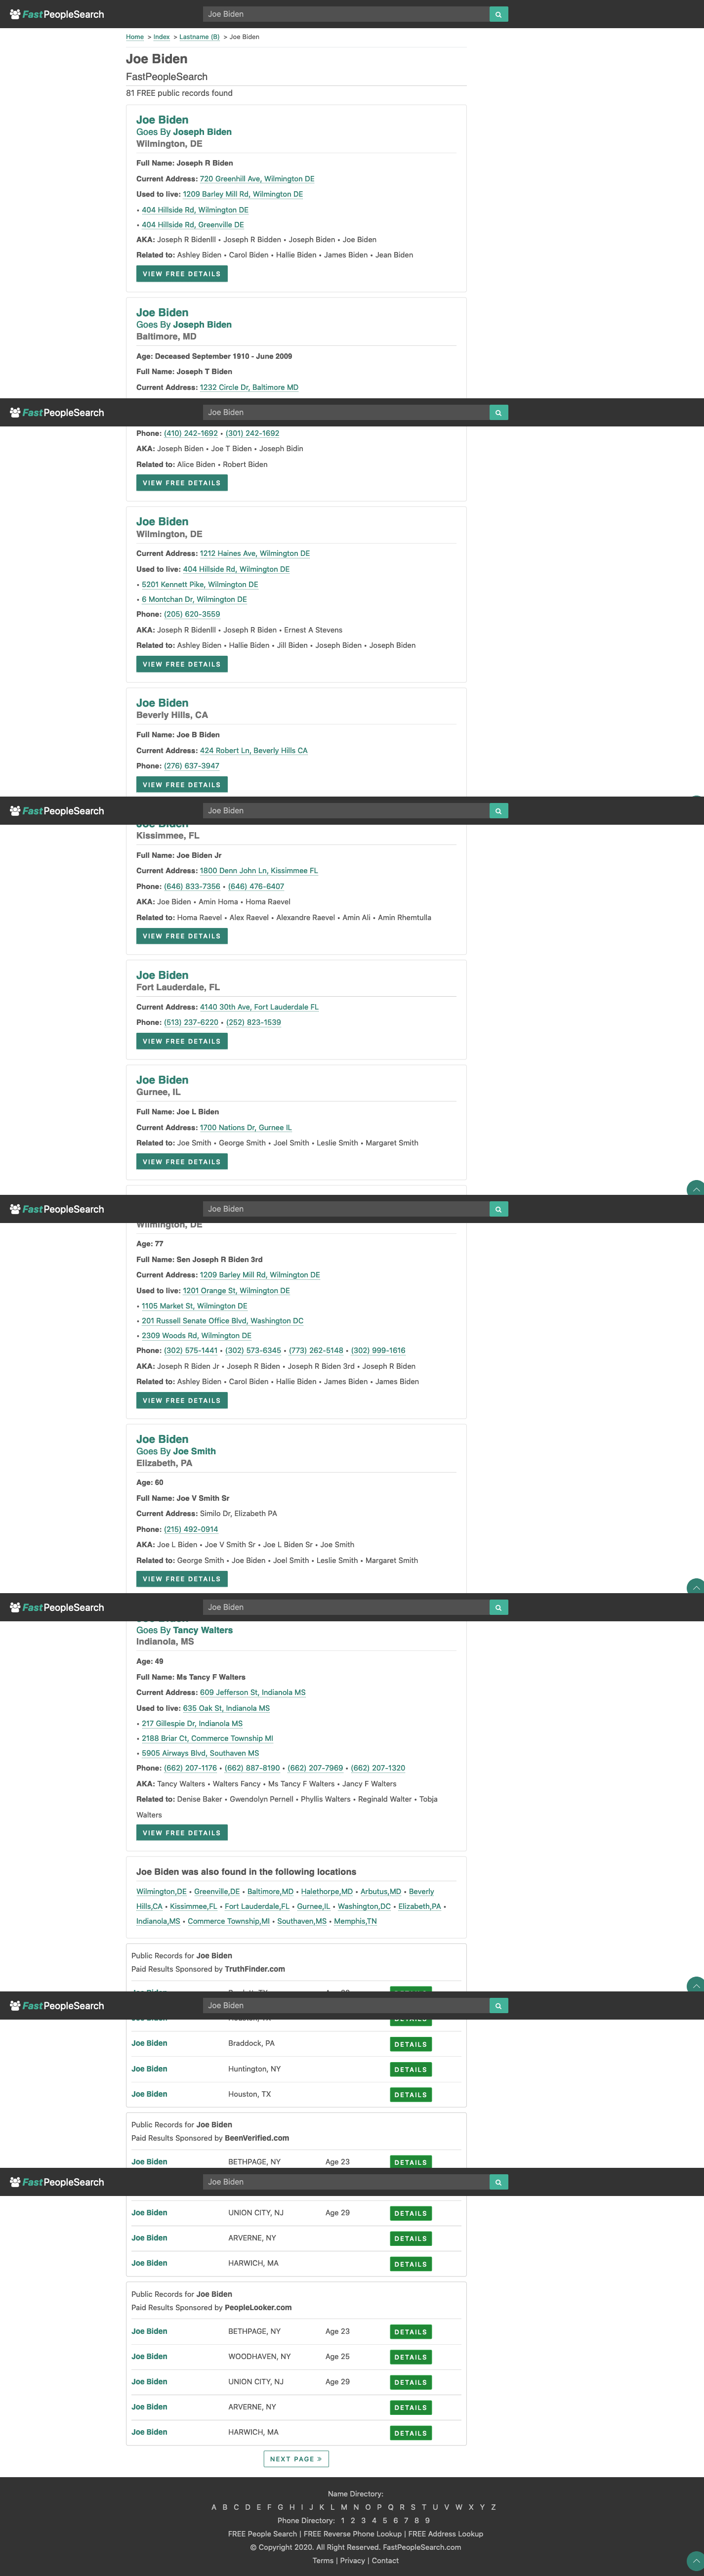 FastPeopleSearch
Joe Biden
Home > Index > Lastname (B) > Joe Biden
Joe Biden
FastPeopleSearch
81 FREE public records found
Joe Biden
Goes By Joseph Biden
Wilmington, DE
Full Name: Joseph R Biden
Current Address: 720 Greenhill Ave, Wilmington DE
Used to live: 1209 Barley Mill Rd, Wilmington DE
• 404 Hillside Rd, Wilmington DE
• 404 Hillside Rd, Greenville DE
AKA: Joseph R BidenIII • Joseph R Bidden • Joseph Biden • Joe Biden
Related to: Ashley Biden • Carol Biden • Hallie Biden • James Biden • Jean Biden
VIEW FREE DETAILS
Joe Biden
Goes By Joseph Biden
Baltimore, MD
Age: Deceased September 1910 - June 2009
Full Name: Joseph T Biden
Current Address: 1232 Circle Dr, Baltimore MD
FastPeopleSearch
Joe Biden
Phone: (410) 242-1692 • (301) 242-1692
AKA: Joseph Biden • Joe T Biden • Joseph Bidin
Related to: Alice Biden • Robert Biden
VIEW FREE DETAILS
Joe Biden
Wilmington, DE
Current Address: 1212 Haines Ave, Wilmington DE
Used to live: 404 Hillside Rd, Wilmington DE
• 5201 Kennett Pike, Wilmington DE
• 6 Montchan Dr, Wilmington DE
Phone: (205) 620-3559
AKA: Joseph R BidenIII • Joseph R Biden • Ernest A Stevens
Related to: Ashley Biden • Hallie Biden • Jill Biden • Joseph Biden • Joseph Biden
VIEW FREE DETAILS
Joe Biden
Beverly Hills, CA
Full Name: Joe B Biden
Current Address: 424 Robert Ln, Beverly Hills CA
Phone: (276) 637-3947
VIEW FREE DETAILS
FastPeopleSearch
Joe Biden
Joe Biden
Kissimmee, FL
Full Name: Joe Biden Jr
Current Address: 1800 Denn John Ln, Kissimmee FL
Phone: (646) 833-7356 • (646) 476-6407
AKA: Joe Biden • Amin Homa • Homa Raevel
Related to: Homa Raevel • Alex Raevel • Alexandre Raevel • Amin Ali • Amin Rhemtulla
VIEW FREE DETAILS
Joe Biden
Fort Lauderdale, FL
Current Address: 4140 30th Ave, Fort Lauderdale FL
Phone: (513) 237-6220 • (252) 823-1539
VIEW FREE DETAILS
Joe Biden
Gurnee, IL
Full Name: Joe L Biden
Current Address: 1700 Nations Dr, Gurnee IL
Related to: Joe Smith • George Smith • Joel Smith • Leslie Smith • Margaret Smith
VIEW FREE DETAILS
FastPeopleSearch
Joe Biden
Wilmington, DE
Age: 77
Full Name: Sen Joseph R Biden 3rd
Current Address: 1209 Barley Mill Rd, Wilmington DE
Used to live: 1201 Orange St, Wilmington DE
• 1105 Market St, Wilmington DE
• 201 Russell Senate Office Blvd, Washington DC
• 2309 Woods Rd, Wilmington DE
Phone: (302) 575-1441 • (302) 573-6345 • (773) 262-5148 • (302) 999-1616
AKA: Joseph R Biden Jr • Joseph R Biden • Joseph R Biden 3rd • Joseph R Biden
Related to: Ashley Biden • Carol Biden • Hallie Biden • James Biden • James Biden
VIEW FREE DETAILS
Joe Biden
Goes By Joe Smith
Elizabeth, PA
Age: 60
Full Name: Joe V Smith Sr
Current Address: Similo Dr, Elizabeth PA
Phone: (215) 492-0914
AKA: Joe L Biden • Joe V Smith Sr • Joe L Biden Sr • Joe Smith
Related to: George Smith • Joe Biden • Joel Smith • Leslie Smith • Margaret Smith
VIEW FREE DETAILS
FastPeopleSearch
Joe Biden
Goes By Tancy Walters
Indianola, MS
Age: 49
Full Name: Ms Tancy F Walters
Current Address: 609 Jefferson St, Indianola MS
Used to live: 635 Oak St, Indianola MS
• 217 Gillespie Dr, Indianola MS
• 2188 Briar Ct, Commerce Township MI
• 5905 Airways Blvd, Southaven MS
Phone: (662) 207-1176 • (662) 887-8190 • (662) 207-7969 • (662) 207-1320
AKA: Tancy Walters • Walters Fancy • Ms Tancy F Walters • Jancy F Walters
Related to: Denise Baker • Gwendolyn Pernell • Phyllis Walters • Reginald Walter • Tobja
Walters
VIEW FREE DETAILS
Joe Biden was also found in the following locations
Wilmington,DE • Greenville,DE • Baltimore,MD • Halethorpe,MD • Arbutus,MD • Beverly
Hills,CA • Kissimmee,FL • Fort Lauderdale,FL • Gurnee,IL • Washington,DC • Elizabeth,PA •
Indianola,MS • Commerce Township,MI • Southaven,MS • Memphis,TN
Public Records for Joe Biden
Paid Results Sponsored by TruthFinder.com
FastPeopleSearch
Joe Biden
Joe Biden Braddock, PA DETAILS
Joe Biden Huntington, NY DETAILS
Joe Biden Houston, TX DETAILS
Public Records for Joe Biden
Paid Results Sponsored by BeenVerified.com
Joe Biden BETHPAGE, NY Age 23 DETAILS
FastPeopleSearch
Joe Biden
Joe Biden UNION CITY, NJ Age 29 DETAILS
Joe Biden ARVERNE, NY DETAILS
Joe Biden HARWICH, MA DETAILS
Public Records for Joe Biden
Paid Results Sponsored by PeopleLooker.com
Joe Biden BETHPAGE, NY Age 23 DETAILS
Joe Biden WOODHAVEN, NY Age 25 DETAILS
Joe Biden UNION CITY, NJ Age 29 DETAILS
Joe Biden ARVERNE, NY DETAILS
Joe Biden HARWICH, MA DETAILS
NEXT PAGE »
Name Directory:
A B C D E F G H I J K L M N O P Q R S T U V W X Y Z
Phone Directory: 1 2 3 4 5 6 7 8 9
FREE People Search | FREE Reverse Phone Lookup | FREE Address Lookup
© Copyright 2020. All Right Reserved. FastPeopleSearch.com
Terms | Privacy | Contact